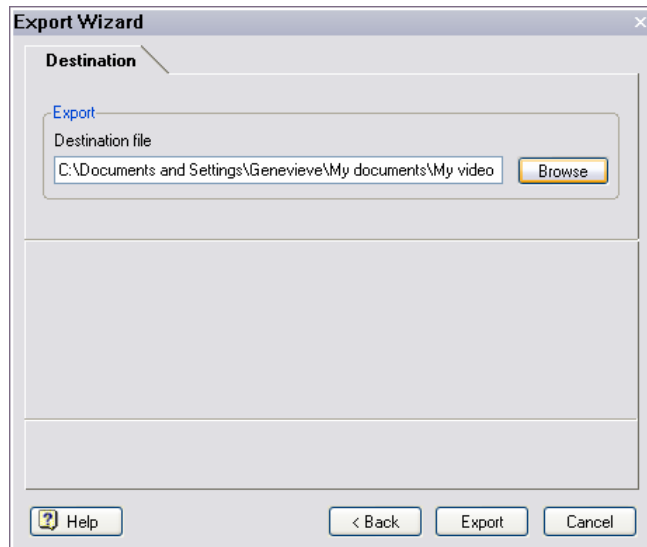 Export Wizard
Destination
Export
Destination file
C:\Documents and Settings\Genevieve\My documents\My video
Browse
Help
< Back
Export
Cancel